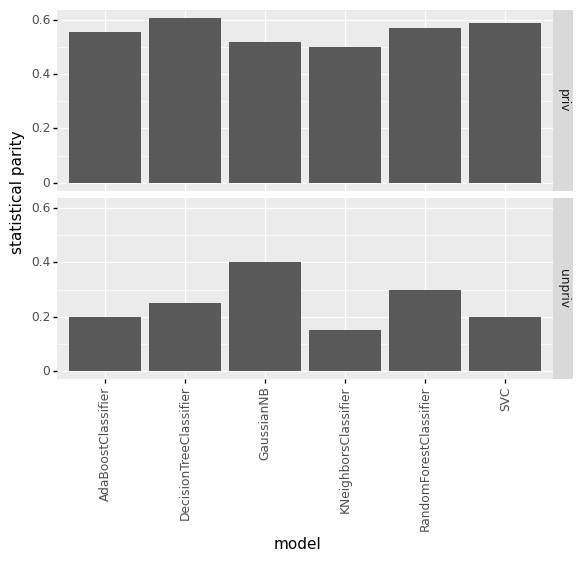 statistical parity
0.6
0.4
0.2
0
priv
0.6
0.4
0.2
0
unpriv
AdaBoostClassifier
DecisionTreeClassifier
GaussianNB
KNeighborsClassifier
RandomForestClassifier
SVC
model